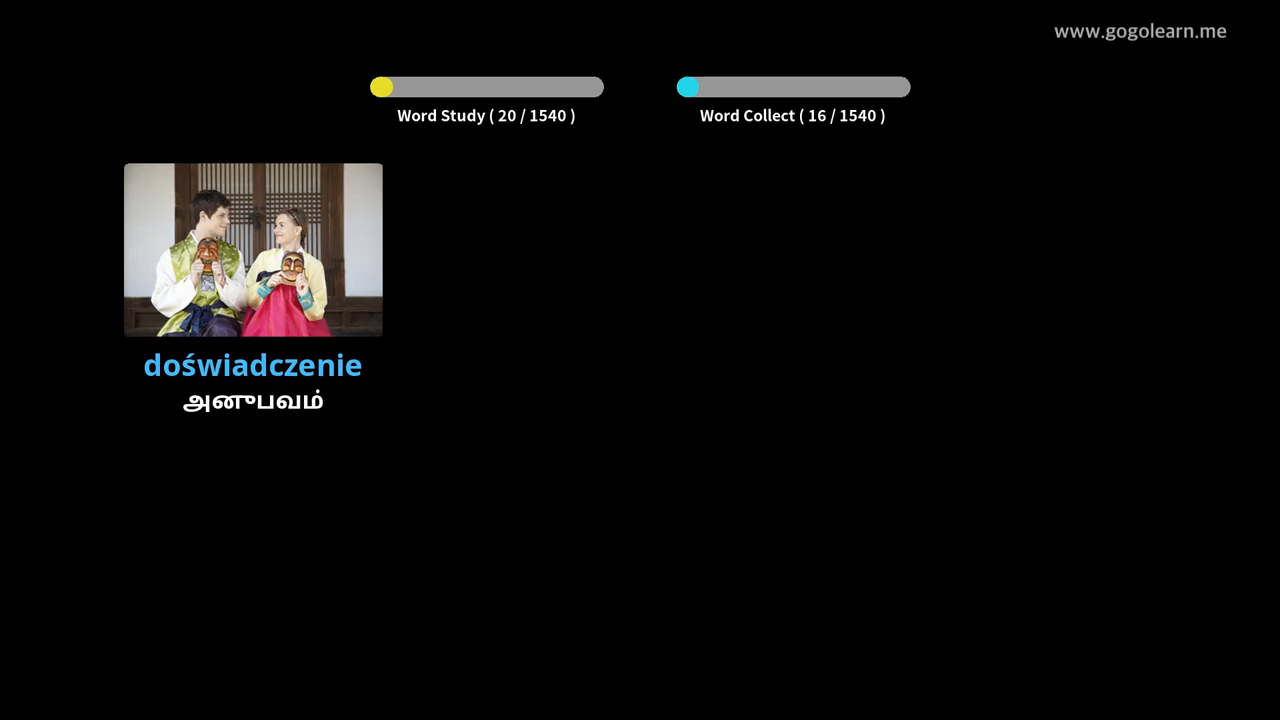 www.gogolearn.me
Word Study ( 20 / 1540 )
Word Collect ( 16 / 1540 )
doświadczenie
அனுபவம்